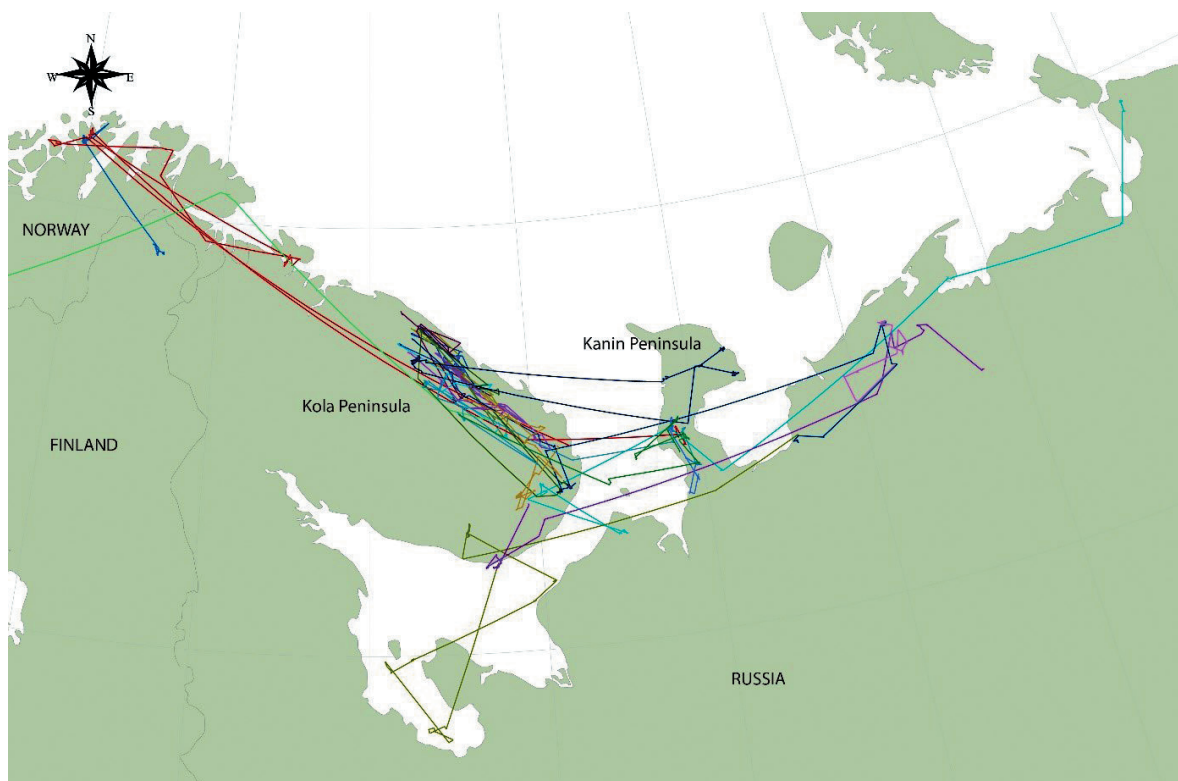 N
W E
S
NORWAY
Kanin Peninsula
Kola Peninsula
FINLAND
RUSSIA